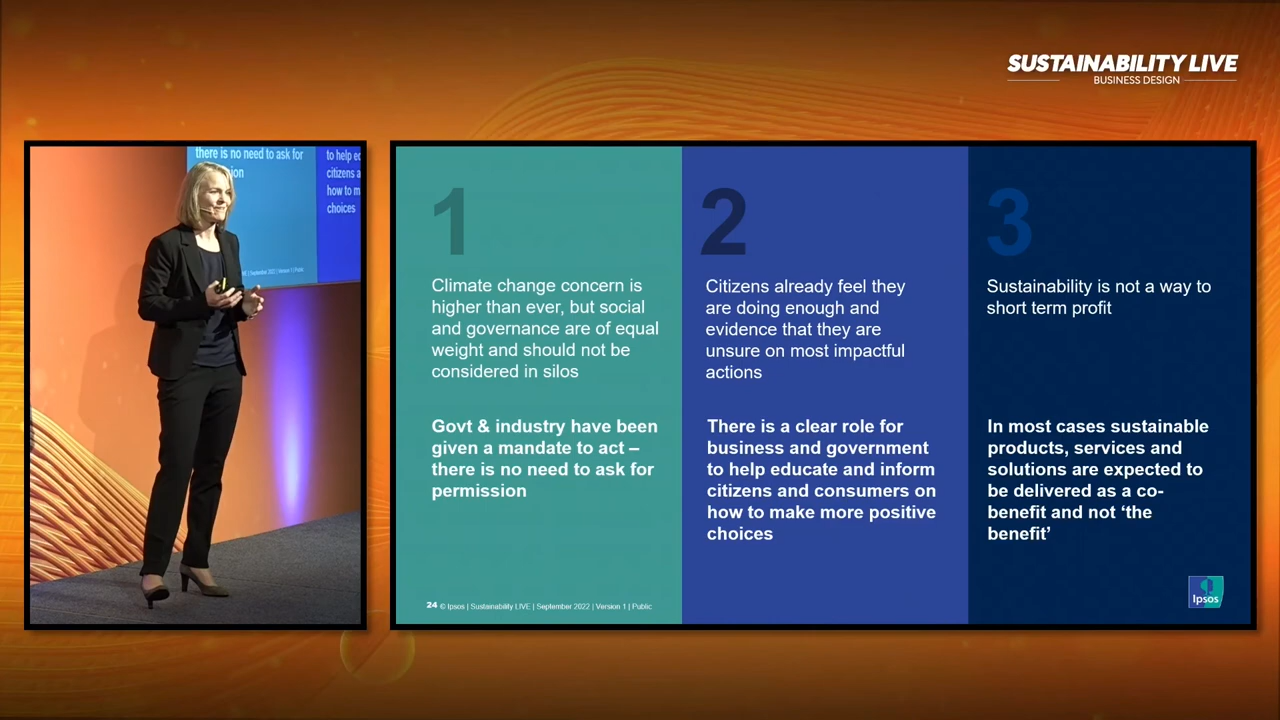 SUSTAINABILITY LIVE
BUSINESS DESIGN
there is no need to ask for
to help
citizens a
how to m
choices
LIVE | September 2022 | Version 1 | Public
1
Climate change concern is
higher than ever, but social
and governance are of equal
weight and should not be
considered in silos
Govt & industry have been
given a mandate to act –
there is no need to ask for
permission
24 © Ipsos | Sustainability LIVE | September 2022 | Version 1 | Public
2
Citizens already feel they
are doing enough and
evidence that they are
unsure on most impactful
actions
There is a clear role for
business and government
to help educate and inform
citizens and consumers on
how to make more positive
choices
3
Sustainability is not a way to
short term profit
In most cases sustainable
products, services and
solutions are expected to
be delivered as a co-
benefit and not ‘the
benefit’
Ipsos